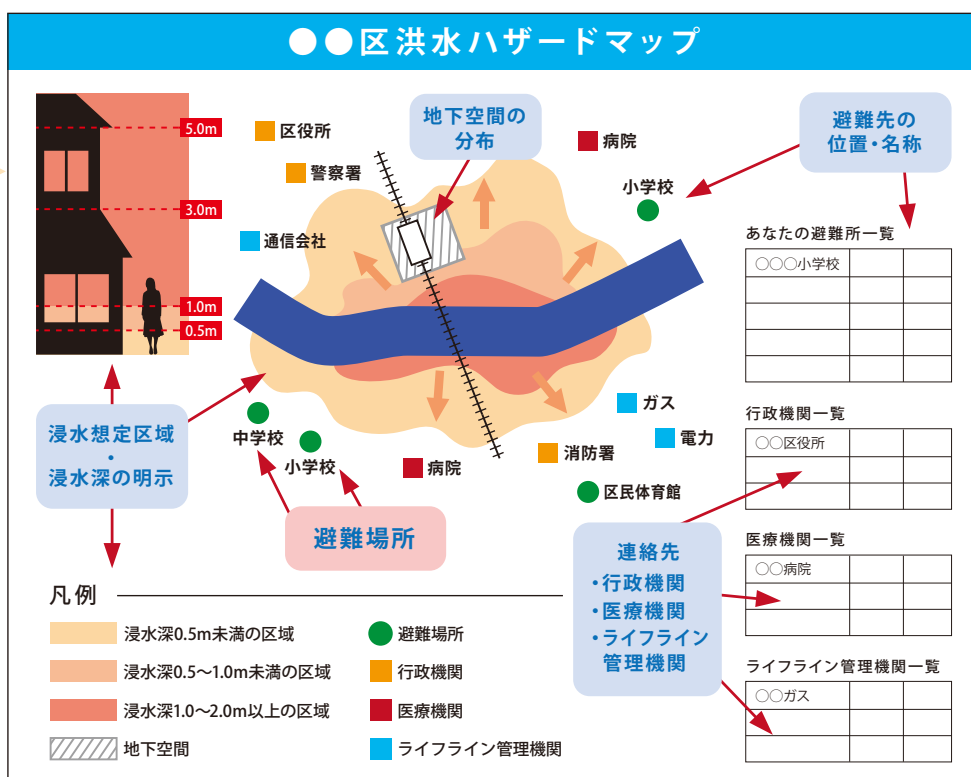 ●●区洪水ハザードマップ
5.0m
3.0m
1.0m
0.5m
区役所
警察署
通信会社
地下空間の
分布
病院
小学校
避難先の
位置・名称
浸水想定区域
・
浸水深の明示
中学校
小学校
病院
消防署
ガス
電力
区民体育館
避難場所
連絡先
・行政機関
・医療機関
・ライフライン
管理機関
あなたの避難所一覧
○○○小学校
行政機関一覧
○○区役所
医療機関一覧
○○病院
ライフライン管理機関一覧
○○ガス
凡例
浸水深0.5m未満の区域
浸水深0.5〜1.0m未満の区域
浸水深1.0〜2.0m以上の区域
地下空間
避難場所
行政機関
医療機関
ライフライン管理機関